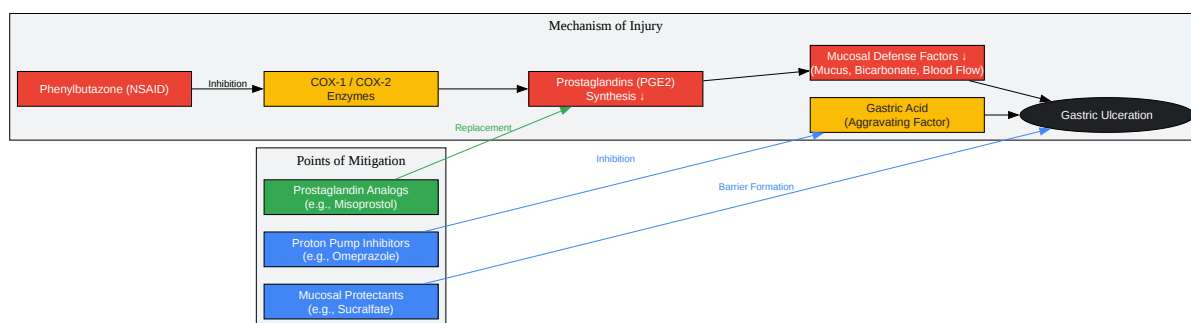 Mechanism of Injury
Phenylbutazone (NSAID)
Inhibition
COX-1 / COX-2
Enzymes
Prostaglandins (PGE2)
Synthesis ↓
Mucosal Defense Factors ↓
(Mucus, Bicarbonate, Blood Flow)
Gastric Acid
(Aggravating Factor)
Gastric Ulceration
Replacement
Inhibition
Barrier Formation
Points of Mitigation
Prostaglandin Analogs
(e.g., Misoprostol)
Proton Pump Inhibitors
(e.g., Omeprazole)
Mucosal Protectants
(e.g., Sucralfate)